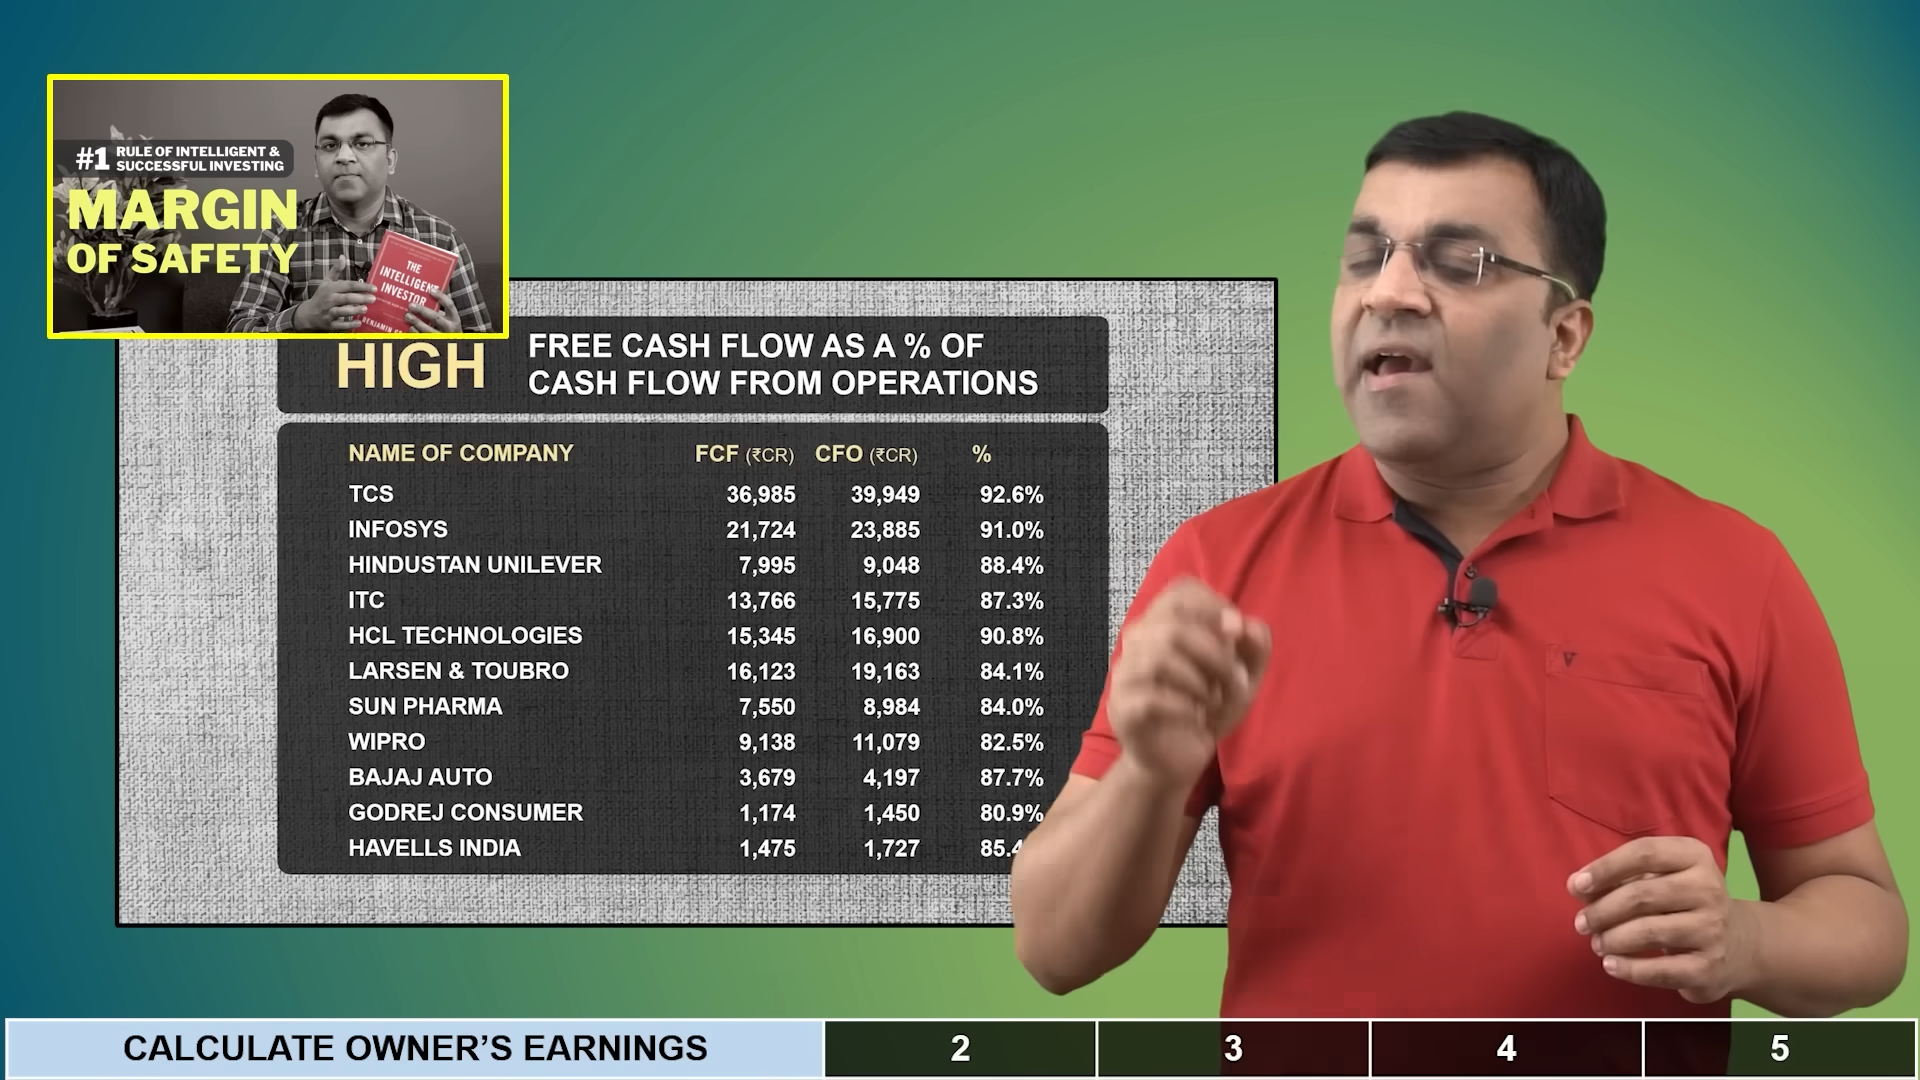 #1 RULE OF INTELLIGENT &
SUCCESSFUL INVESTING
MARGIN
OF SAFETY
THE
INTELLIGENT
INVESTOR
HIGH
FREE CASH FLOW AS A % OF
CASH FLOW FROM OPERATIONS
NAME OF COMPANY FCF (₹CR) CFO (₹CR) %
TCS 36,985 39,949 92.6%
INFOSYS 21,724 23,885 91.0%
HINDUSTAN UNILEVER 7,995 9,048 88.4%
ITC 13,766 15,775 87.3%
HCL TECHNOLOGIES 15,345 16,900 90.8%
LARSEN & TOUBRO 16,123 19,163 84.1%
SUN PHARMA 7,550 8,984 84.0%
WIPRO 9,138 11,079 82.5%
BAJAJ AUTO 3,679 4,197 87.7%
GODREJ CONSUMER 1,174 1,450 80.9%
HAVELLS INDIA 1,475 1,727 85.4
CALCULATE OWNER’S EARNINGS 2 3 4 5